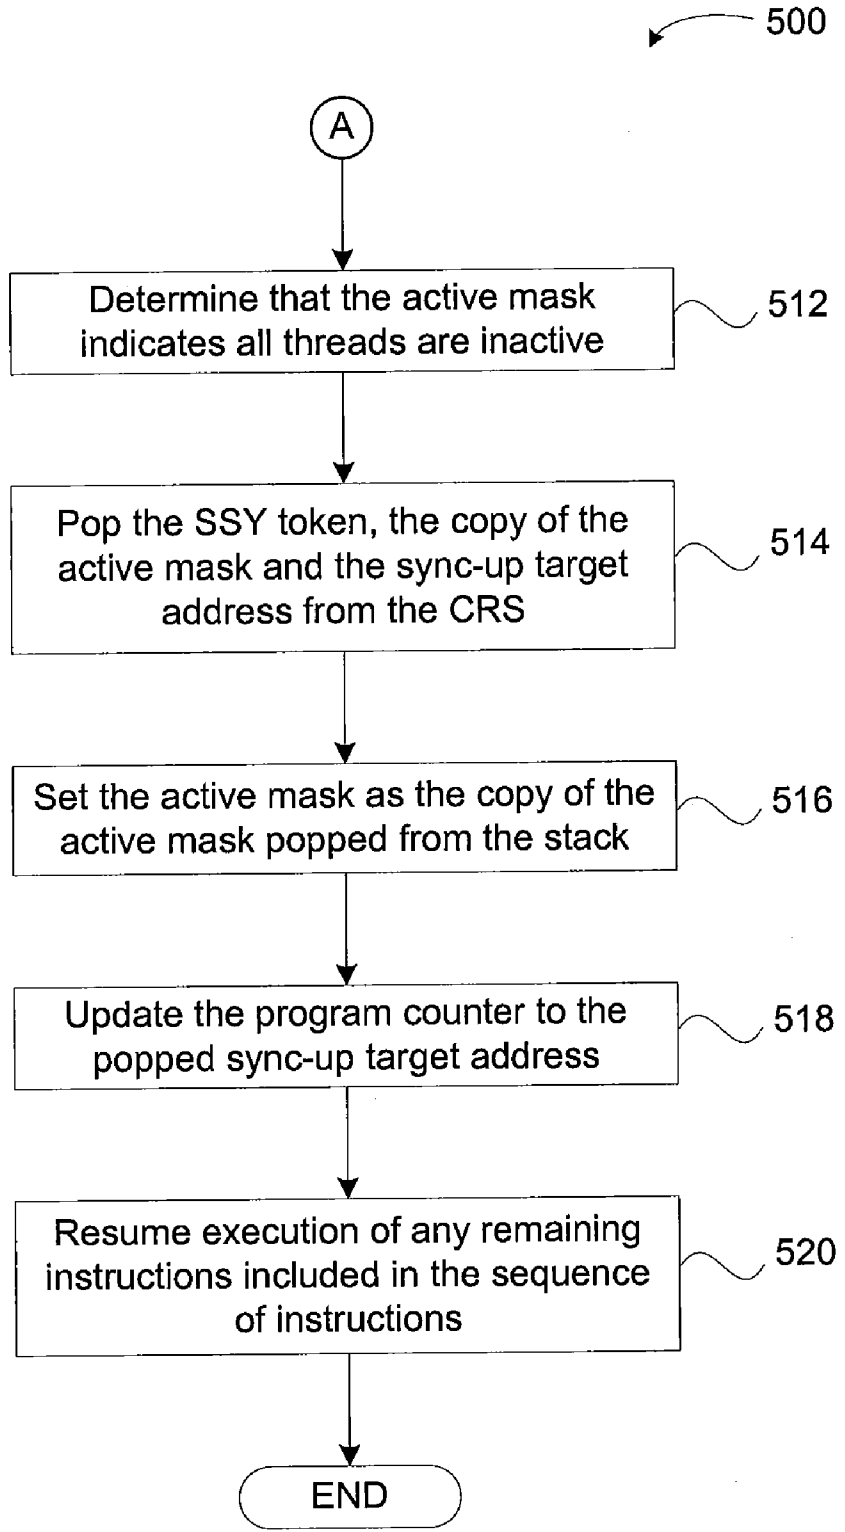 500
A
Determine that the active mask
indicates all threads are inactive
512
Pop the SSY token, the copy of the
active mask and the sync-up target
address from the CRS
514
Set the active mask as the copy of the
active mask popped from the stack
516
Update the program counter to the
popped sync-up target address
518
Resume execution of any remaining
instructions included in the sequence
of instructions
520
END